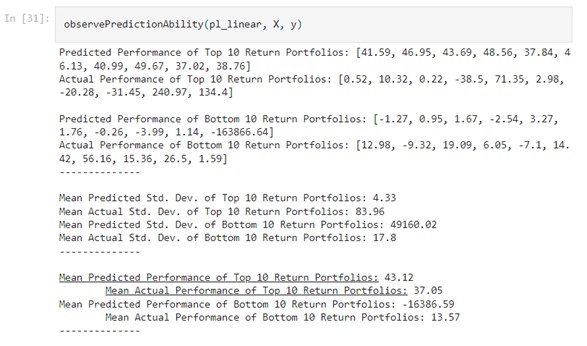 In [31]:
observePredictionAbility(pl_linear, X, y)
Predicted Performance of Top 10 Return Portfolios: [41.59, 46.95, 43.69, 48.56, 37.84, 4
6.13, 40.99, 49.67, 37.02, 38.76]
Actual Performance of Top 10 Return Portfolios: [0.52, 10.32, 0.22, -38.5, 71.35, 2.98,
-20.28, -31.45, 240.97, 134.4]
Predicted Performance of Bottom 10 Return Portfolios: [-1.27, 0.95, 1.67, -2.54, 3.27,
1.76, -0.26, -3.99, 1.14, -163866.64]
Actual Performance of Bottom 10 Return Portfolios: [12.98, -9.32, 19.09, 6.05, -7.1, 14.
42, 56.16, 15.36, 26.5, 1.59]
--------------
Mean Predicted Std. Dev. of Top 10 Return Portfolios: 4.33
Mean Actual Std. Dev. of Top 10 Return Portfolios: 83.96
Mean Predicted Std. Dev. of Bottom 10 Return Portfolios: 49160.02
Mean Actual Std. Dev. of Bottom 10 Return Portfolios: 17.8
--------------
Mean Predicted Performance of Top 10 Return Portfolios: 43.12
Mean Actual Performance of Top 10 Return Portfolios: 37.05
Mean Predicted Performance of Bottom 10 Return Portfolios: -16386.59
Mean Actual Performance of Bottom 10 Return Portfolios: 13.57
--------------